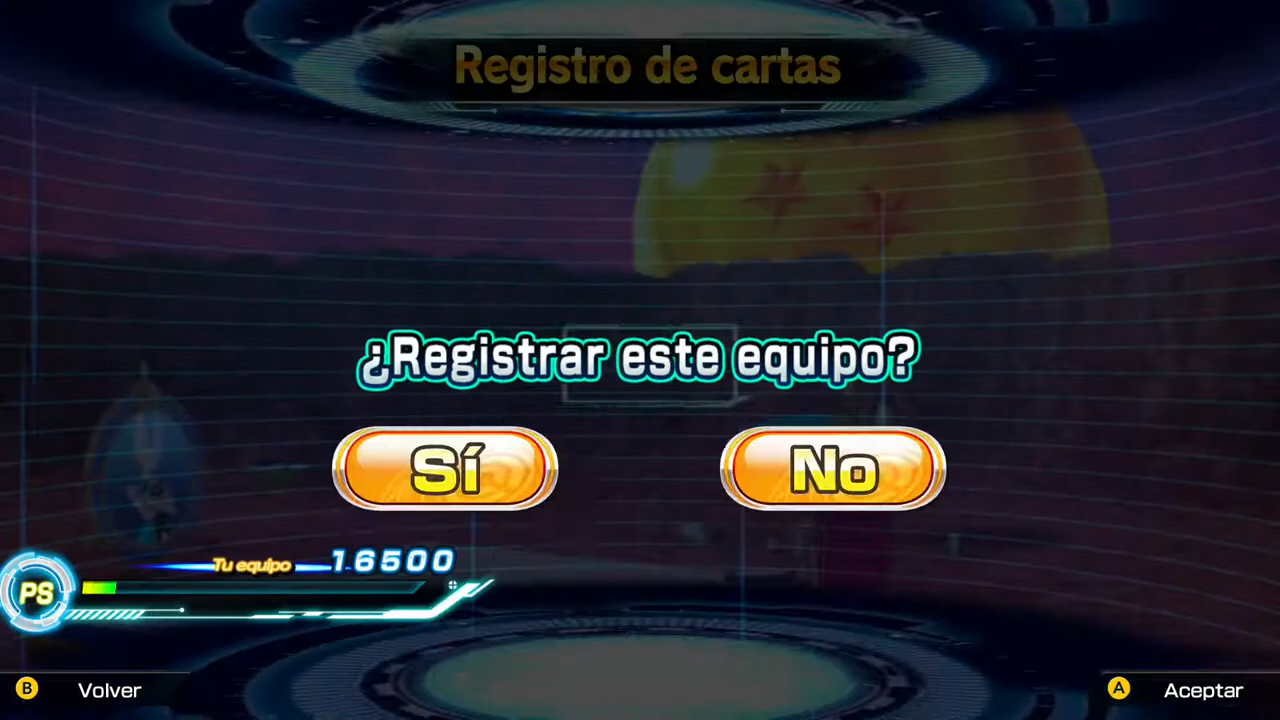 Registro de cartas
¿Registrar este equipo?
Sí
No
Tu equipo 16500
PS
B Volver
A Aceptar